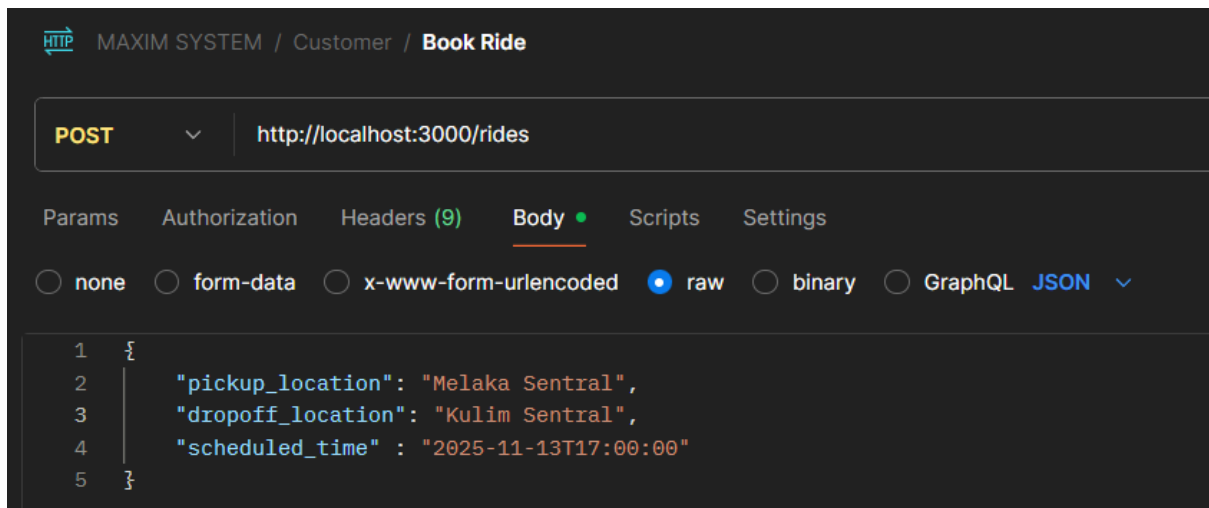 HTTP MAXIM SYSTEM / Customer / Book Ride
POST http://localhost:3000/rides
Params Authorization Headers (9) Body Scripts Settings
none form-data x-www-form-urlencoded raw binary GraphQL JSON
1 {
2 "pickup_location": "Melaka Sentral",
3 "dropoff_location": "Kulim Sentral",
4 "scheduled_time" : "2025-11-13T17:00:00"
5 }